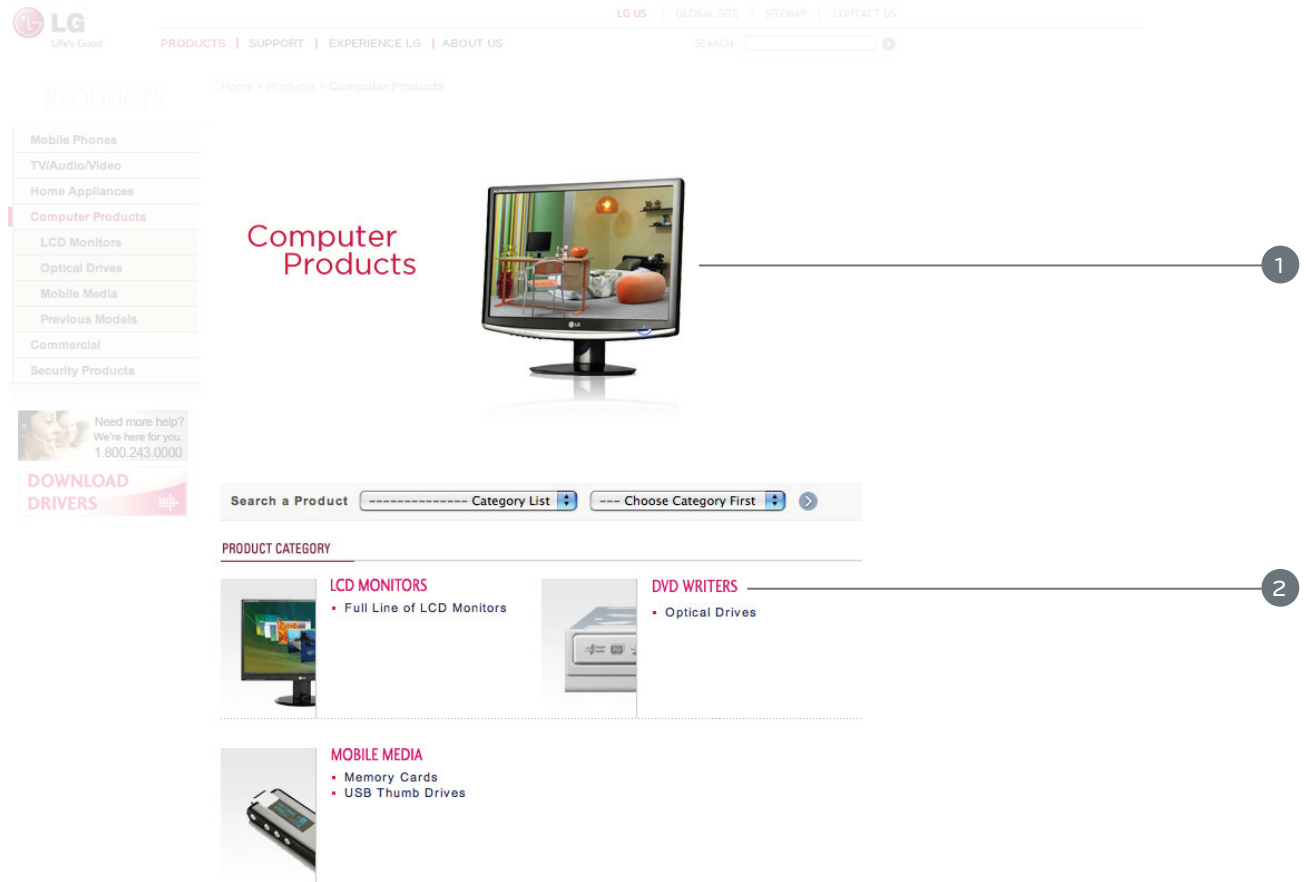 LG
Life's Good
LG US | GLOBAL SITE | SITEMAP | CONTACT US
PRODUCTS | SUPPORT | EXPERIENCE LG | ABOUT US
SEARCH
PRODUCTS
Home > Products > Computer Products
Mobile Phones
TV/Audio/Video
Home Appliances
Computer Products
LCD Monitors
Optical Drives
Mobile Media
Previous Models
Commercial
Security Products
Need more help?
We're here for you.
1.800.243.0000
DOWNLOAD
DRIVERS
Computer
Products
LG
1
Search a Product -------------- Category List --- Choose Category First
PRODUCT CATEGORY
LCD MONITORS
Full Line of LCD Monitors
DVD WRITERS
Optical Drives
2
MOBILE MEDIA
Memory Cards
USB Thumb Drives